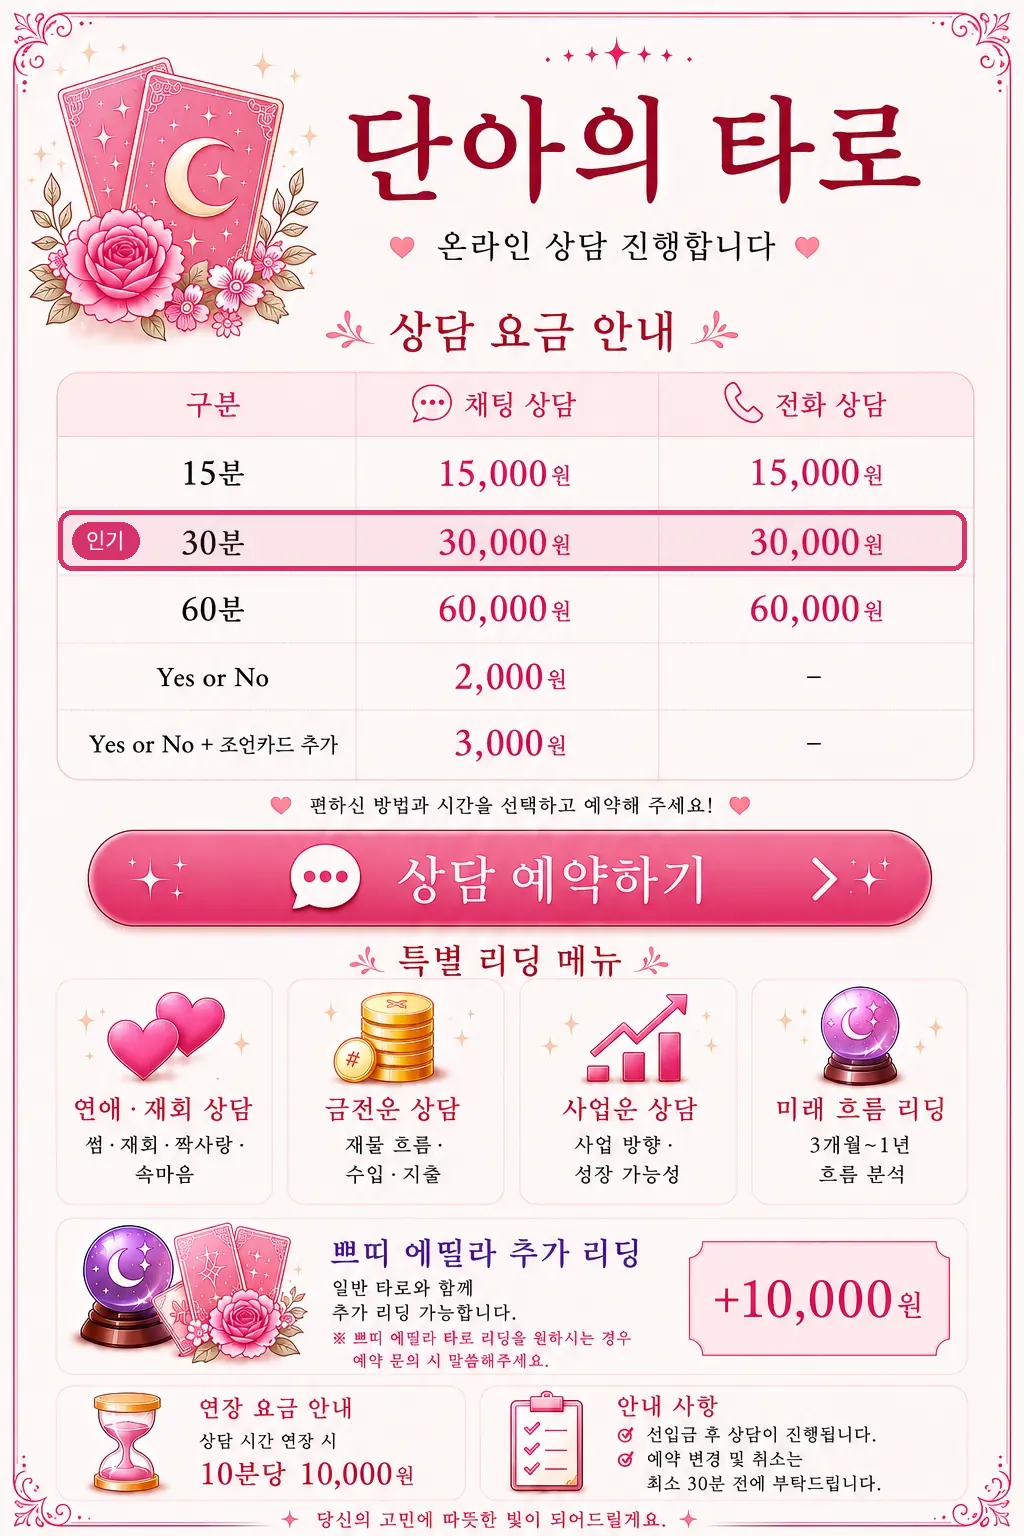 단아의 타로
온라인 상담 진행합니다
상담 요금 안내
구분 채팅 상담 전화 상담
15분 15,000원 15,000원
인기 30분 30,000원 30,000원
60분 60,000원 60,000원
Yes or No 2,000원 –
Yes or No + 조언카드 추가 3,000원 –
편하신 방법과 시간을 선택하고 예약해 주세요!
상담 예약하기
특별 리딩 메뉴
연애 · 재회 상담
썸 · 재회 · 짝사랑 ·
속마음
금전운 상담
재물 흐름 ·
수입 · 지출
사업운 상담
사업 방향 ·
성장 가능성
미래 흐름 리딩
3개월~1년
흐름 분석
쁘띠 에띨라 추가 리딩
일반 타로와 함께
추가 리딩 가능합니다.
※ 쁘띠 에띨라 타로 리딩을 원하시는 경우
예약 문의 시 말씀해주세요.
+10,000원
연장 요금 안내
상담 시간 연장 시
10분당 10,000원
안내 사항
선입금 후 상담이 진행됩니다.
예약 변경 및 취소는
최소 30분 전에 부탁드립니다.
당신의 고민에 따뜻한 빛이 되어드릴게요.